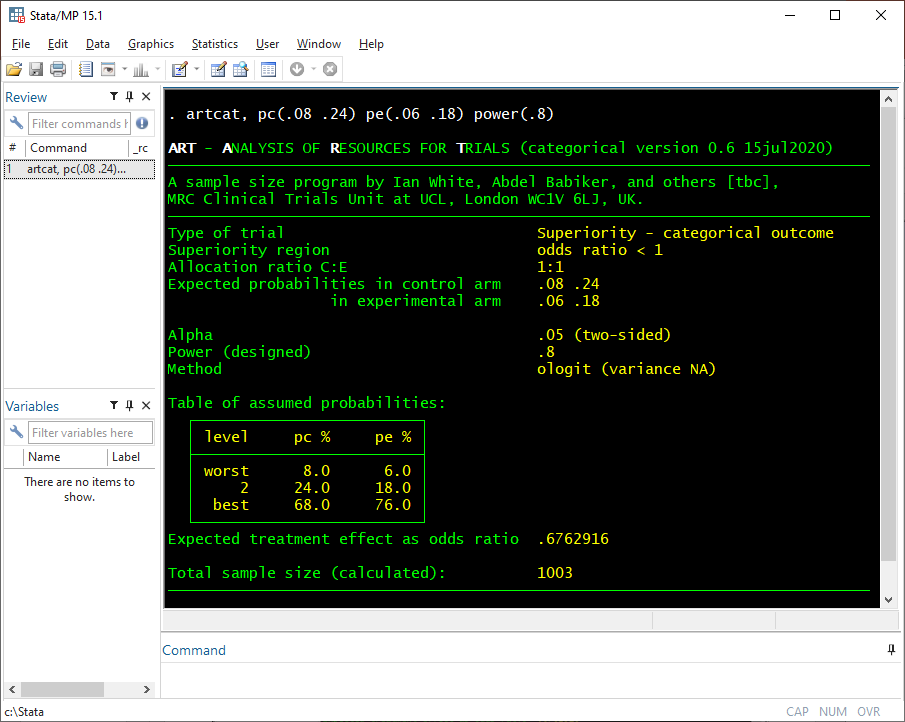 Stata/MP 15.1
File Edit Data Graphics Statistics User Window Help
Review
Filter commands h
# Command _rc
1 artcat, pc(.08 .24)...
Variables
Filter variables here
Name Label
There are no items to
show.
. artcat, pc(.08 .24) pe(.06 .18) power(.8)
ART - ANALYSIS OF RESOURCES FOR TRIALS (categorical version 0.6 15jul2020)
A sample size program by Ian White, Abdel Babiker, and others [tbc],
MRC Clinical Trials Unit at UCL, London WC1V 6LJ, UK.
Type of trial Superiority - categorical outcome
Superiority region odds ratio < 1
Allocation ratio C:E 1:1
Expected probabilities in control arm .08 .24
in experimental arm .06 .18
Alpha .05 (two-sided)
Power (designed) .8
Method ologit (variance NA)
Table of assumed probabilities:
level pc % pe %
worst 8.0 6.0
2 24.0 18.0
best 68.0 76.0
Expected treatment effect as odds ratio .6762916
Total sample size (calculated): 1003
Command
c:\Stata CAP NUM OVR